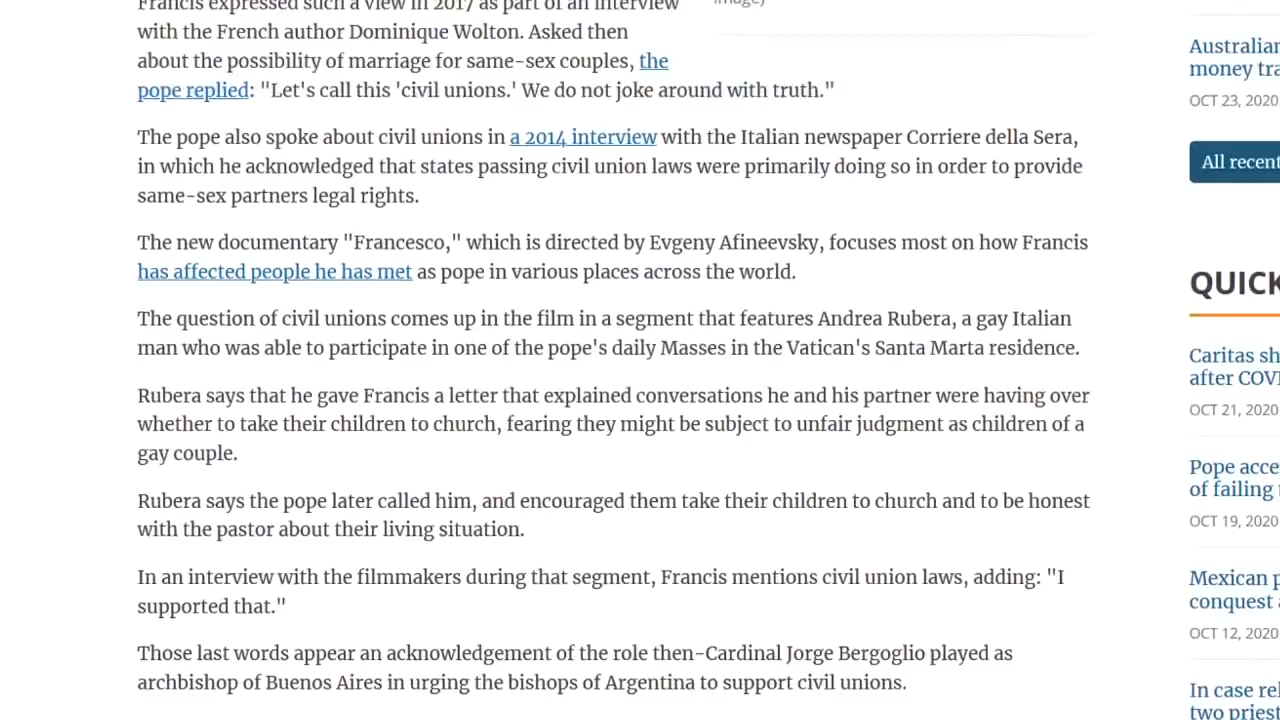 Francis expressed such a view in 2017 as part of an interview
with the French author Dominique Wolton. Asked then
about the possibility of marriage for same-sex couples, the
pope replied: "Let's call this 'civil unions.' We do not joke around with truth."
The pope also spoke about civil unions in a 2014 interview with the Italian newspaper Corriere della Sera,
in which he acknowledged that states passing civil union laws were primarily doing so in order to provide
same-sex partners legal rights.
The new documentary "Francesco," which is directed by Evgeny Afineevsky, focuses most on how Francis
has affected people he has met as pope in various places across the world.
The question of civil unions comes up in the film in a segment that features Andrea Rubera, a gay Italian
man who was able to participate in one of the pope's daily Masses in the Vatican's Santa Marta residence.
Rubera says that he gave Francis a letter that explained conversations he and his partner were having over
whether to take their children to church, fearing they might be subject to unfair judgment as children of a
gay couple.
Rubera says the pope later called him, and encouraged them take their children to church and to be honest
with the pastor about their living situation.
In an interview with the filmmakers during that segment, Francis mentions civil union laws, adding: "I
supported that."
Those last words appear an acknowledgement of the role then-Cardinal Jorge Bergoglio played as
archbishop of Buenos Aires in urging the bishops of Argentina to support civil unions.
image)
Australian
money tra
OCT 23, 2020
All recent
QUICK
Caritas sh
after COVI
OCT 21, 2020
Pope acce
of failing
OCT 19, 2020
Mexican p
conquest a
OCT 12, 2020
In case rel
two priest